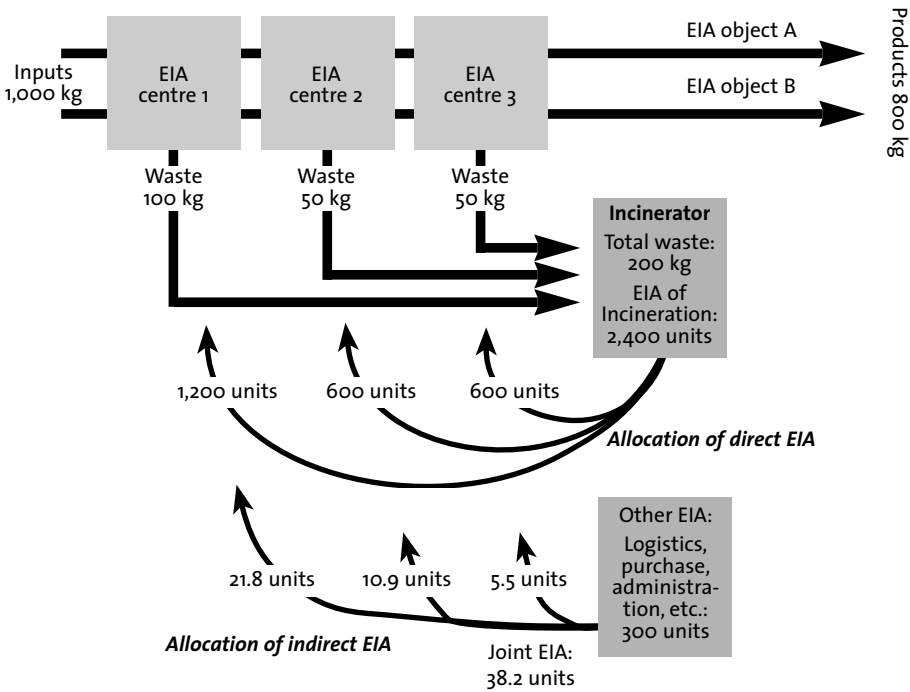 Inputs
1,000 kg
EIA
centre 1
EIA
centre 2
EIA
centre 3
EIA object A
EIA object B
Products 800 kg
Waste
100 kg
Waste
50 kg
Waste
50 kg
Incinerator
Total waste:
200 kg
EIA of
Incineration:
2,400 units
1,200 units
600 units
600 units
Allocation of direct EIA
Other EIA:
Logistics,
purchase,
administra-
tion, etc.:
300 units
21.8 units
10.9 units
5.5 units
Allocation of indirect EIA
Joint EIA:
38.2 units